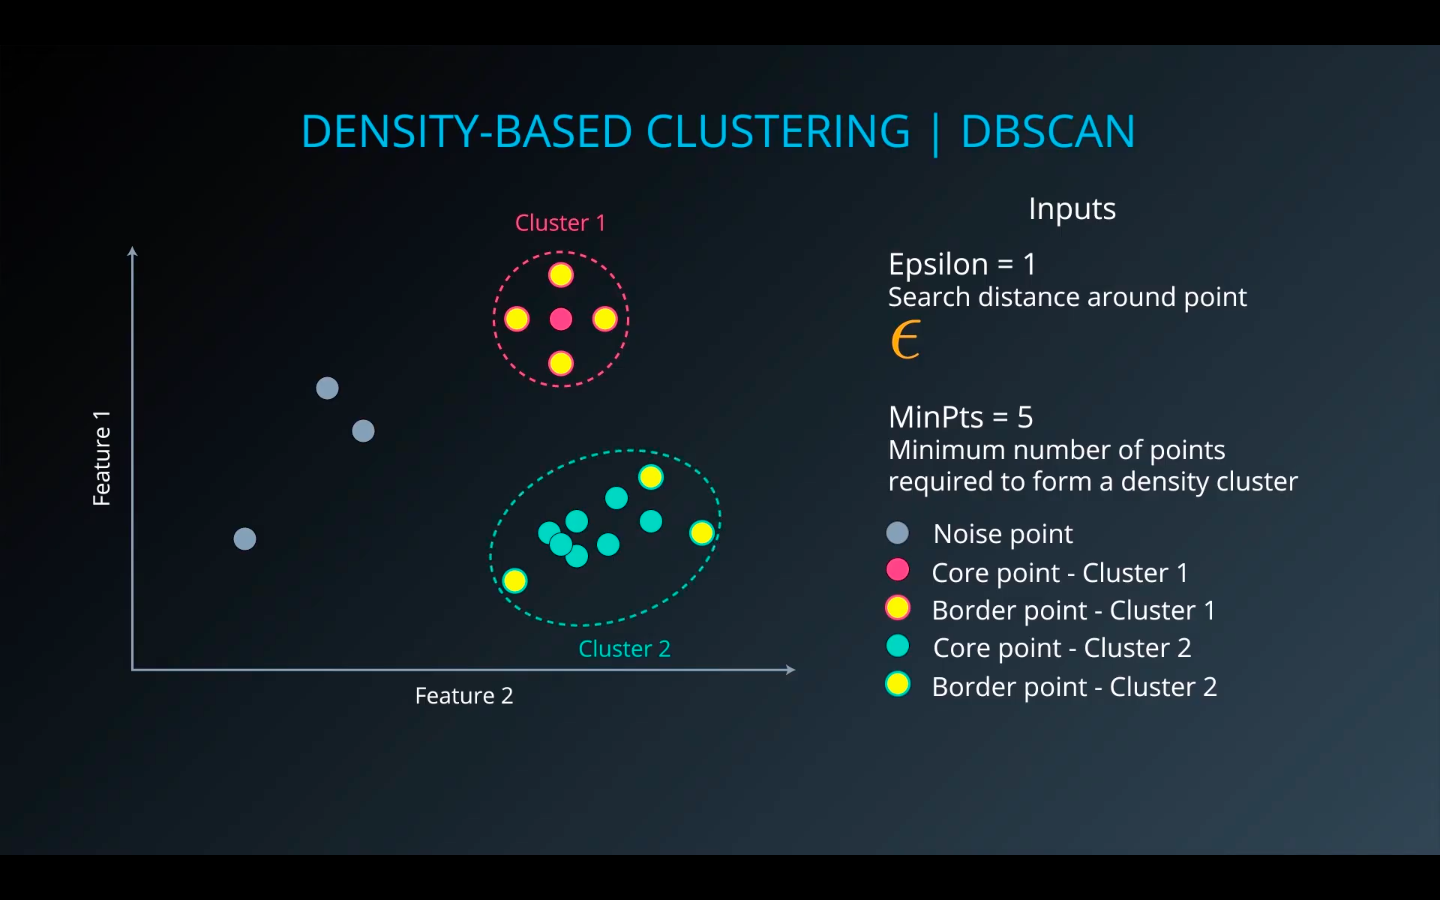 DENSITY-BASED CLUSTERING | DBSCAN
Cluster 1
Feature 1
Cluster 2
Feature 2
Inputs
Epsilon = 1
Search distance around point
ϵ
MinPts = 5
Minimum number of points
required to form a density cluster
Noise point
Core point - Cluster 1
Border point - Cluster 1
Core point - Cluster 2
Border point - Cluster 2